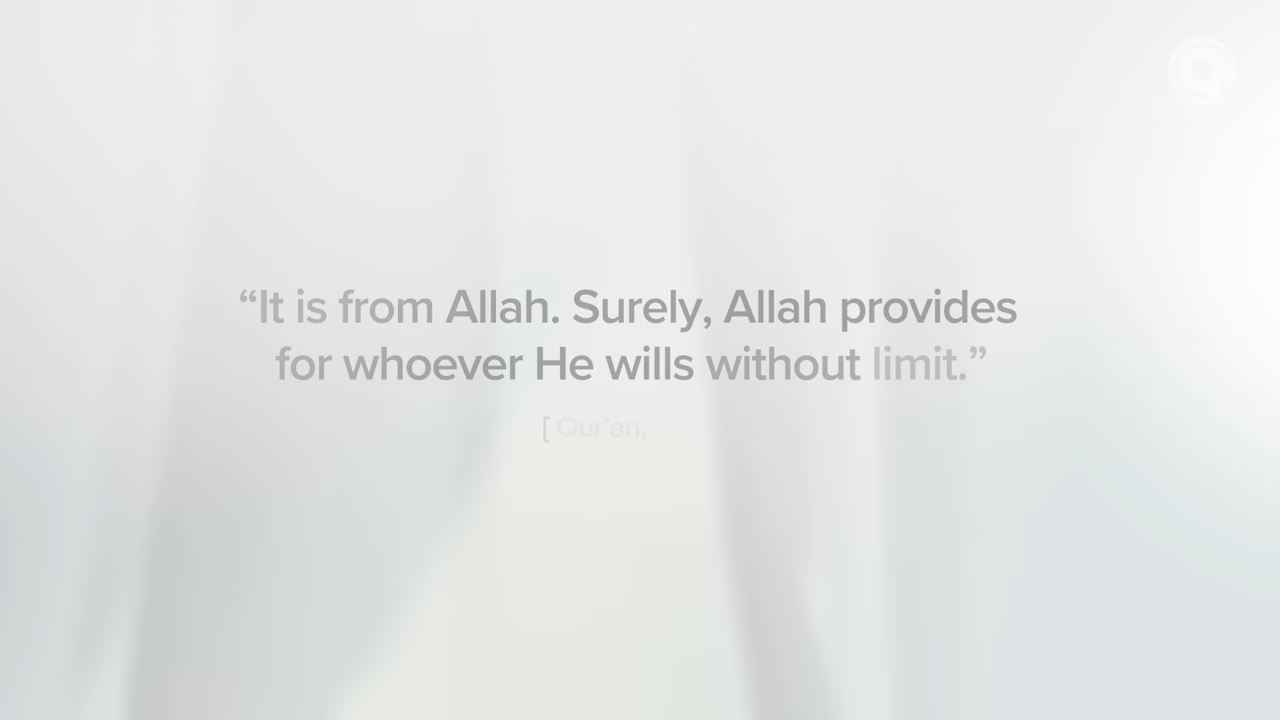 “It is from Allah. Surely, Allah provides
for whoever He wills without limit.”
[ Qur'an,